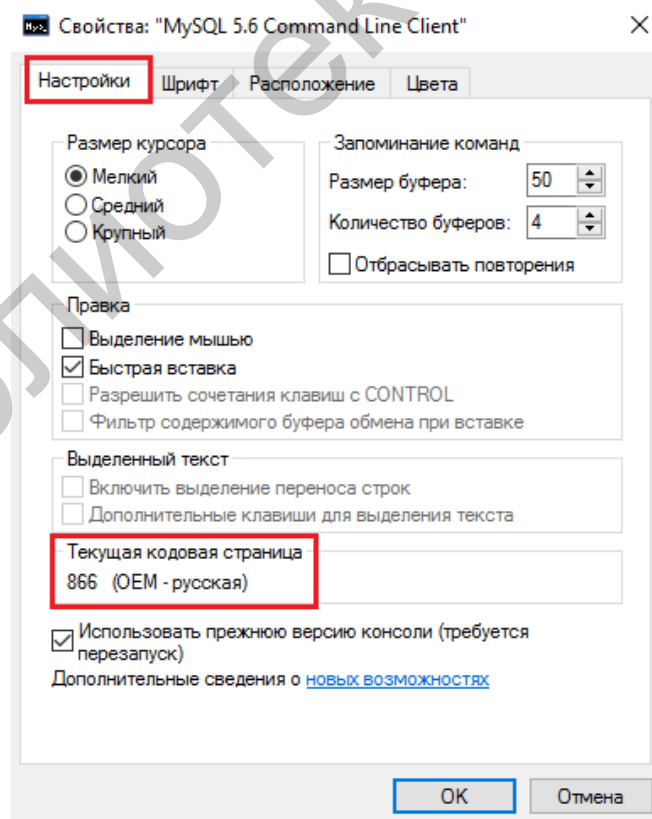 Свойства: "MySQL 5.6 Command Line Client"
Настройки Шрифт Расположение Цвета
Размер курсора
Мелкий
Средний
Крупный
Запоминание команд
Размер буфера: 50
Количество буферов: 4
Отбрасывать повторения
Правка
Выделение мышью
Быстрая вставка
Разрешить сочетания клавиш с CONTROL
Фильтр содержимого буфера обмена при вставке
Выделенный текст
Включить выделение переноса строк
Дополнительные клавиши для выделения текста
Текущая кодовая страница
866 (OEM - русская)
Использовать прежнюю версию консоли (требуется
перезапуск)
Дополнительные сведения о новых возможностях
OK Отмена